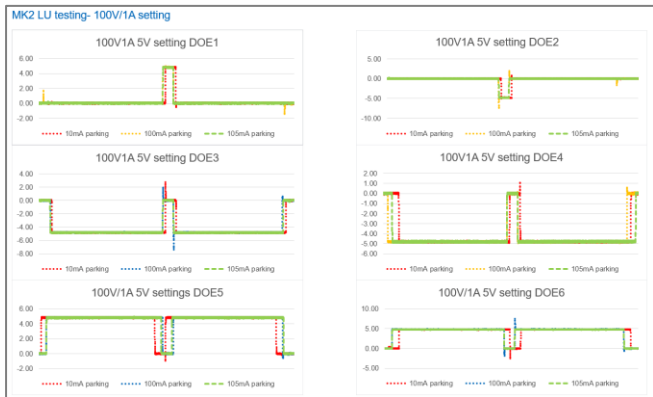 MK2 LU testing- 100V/1A setting
100V1A 5V setting DOE1
6.00
4.00
2.00
0.00
-2.00
10mA parking 100mA parking 105mA parking
100V1A 5V setting DOE2
5.00
0.00
-5.00
-10.00
10mA parking 100mA parking 105mA parking
100V1A 5V setting DOE3
4.00
2.00
0.00
-2.00
-4.00
-6.00
-8.00
10mA parking 100mA parking 105mA parking
100V1A 5V setting DOE4
2.00
1.00
0.00
-1.00
-2.00
-3.00
-4.00
-5.00
-6.00
10mA parking 100mA parking 105mA parking
100V/1A 5V settings DOE5
6.00
4.00
2.00
0.00
-2.00
10mA parking 100mA parking 105mA parking
100V/1A 5V setting DOE6
10.00
5.00
0.00
-5.00
10mA parking 100mA parking 105mA parking